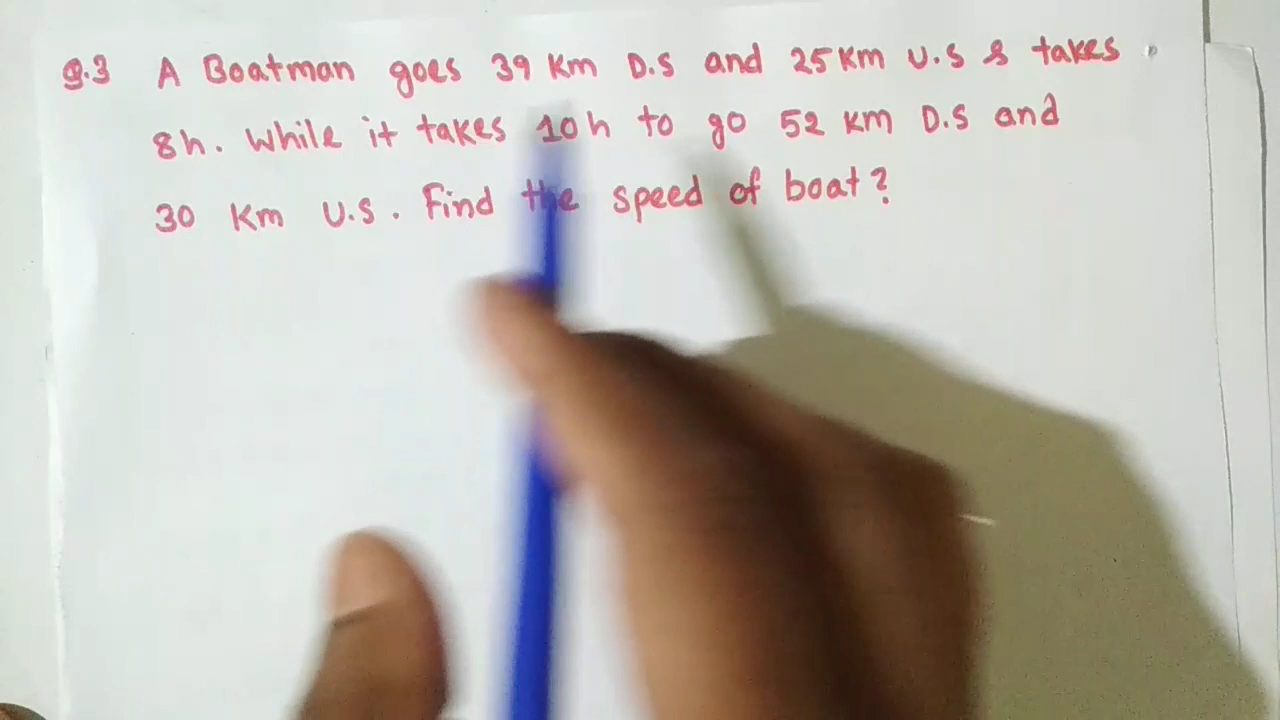 Q.3 A Boatman goes 39 Km D.S and 25 Km U.S & takes
8h. While it takes 10h to go 52 Km D.S and
30 Km U.S. Find the speed of boat?